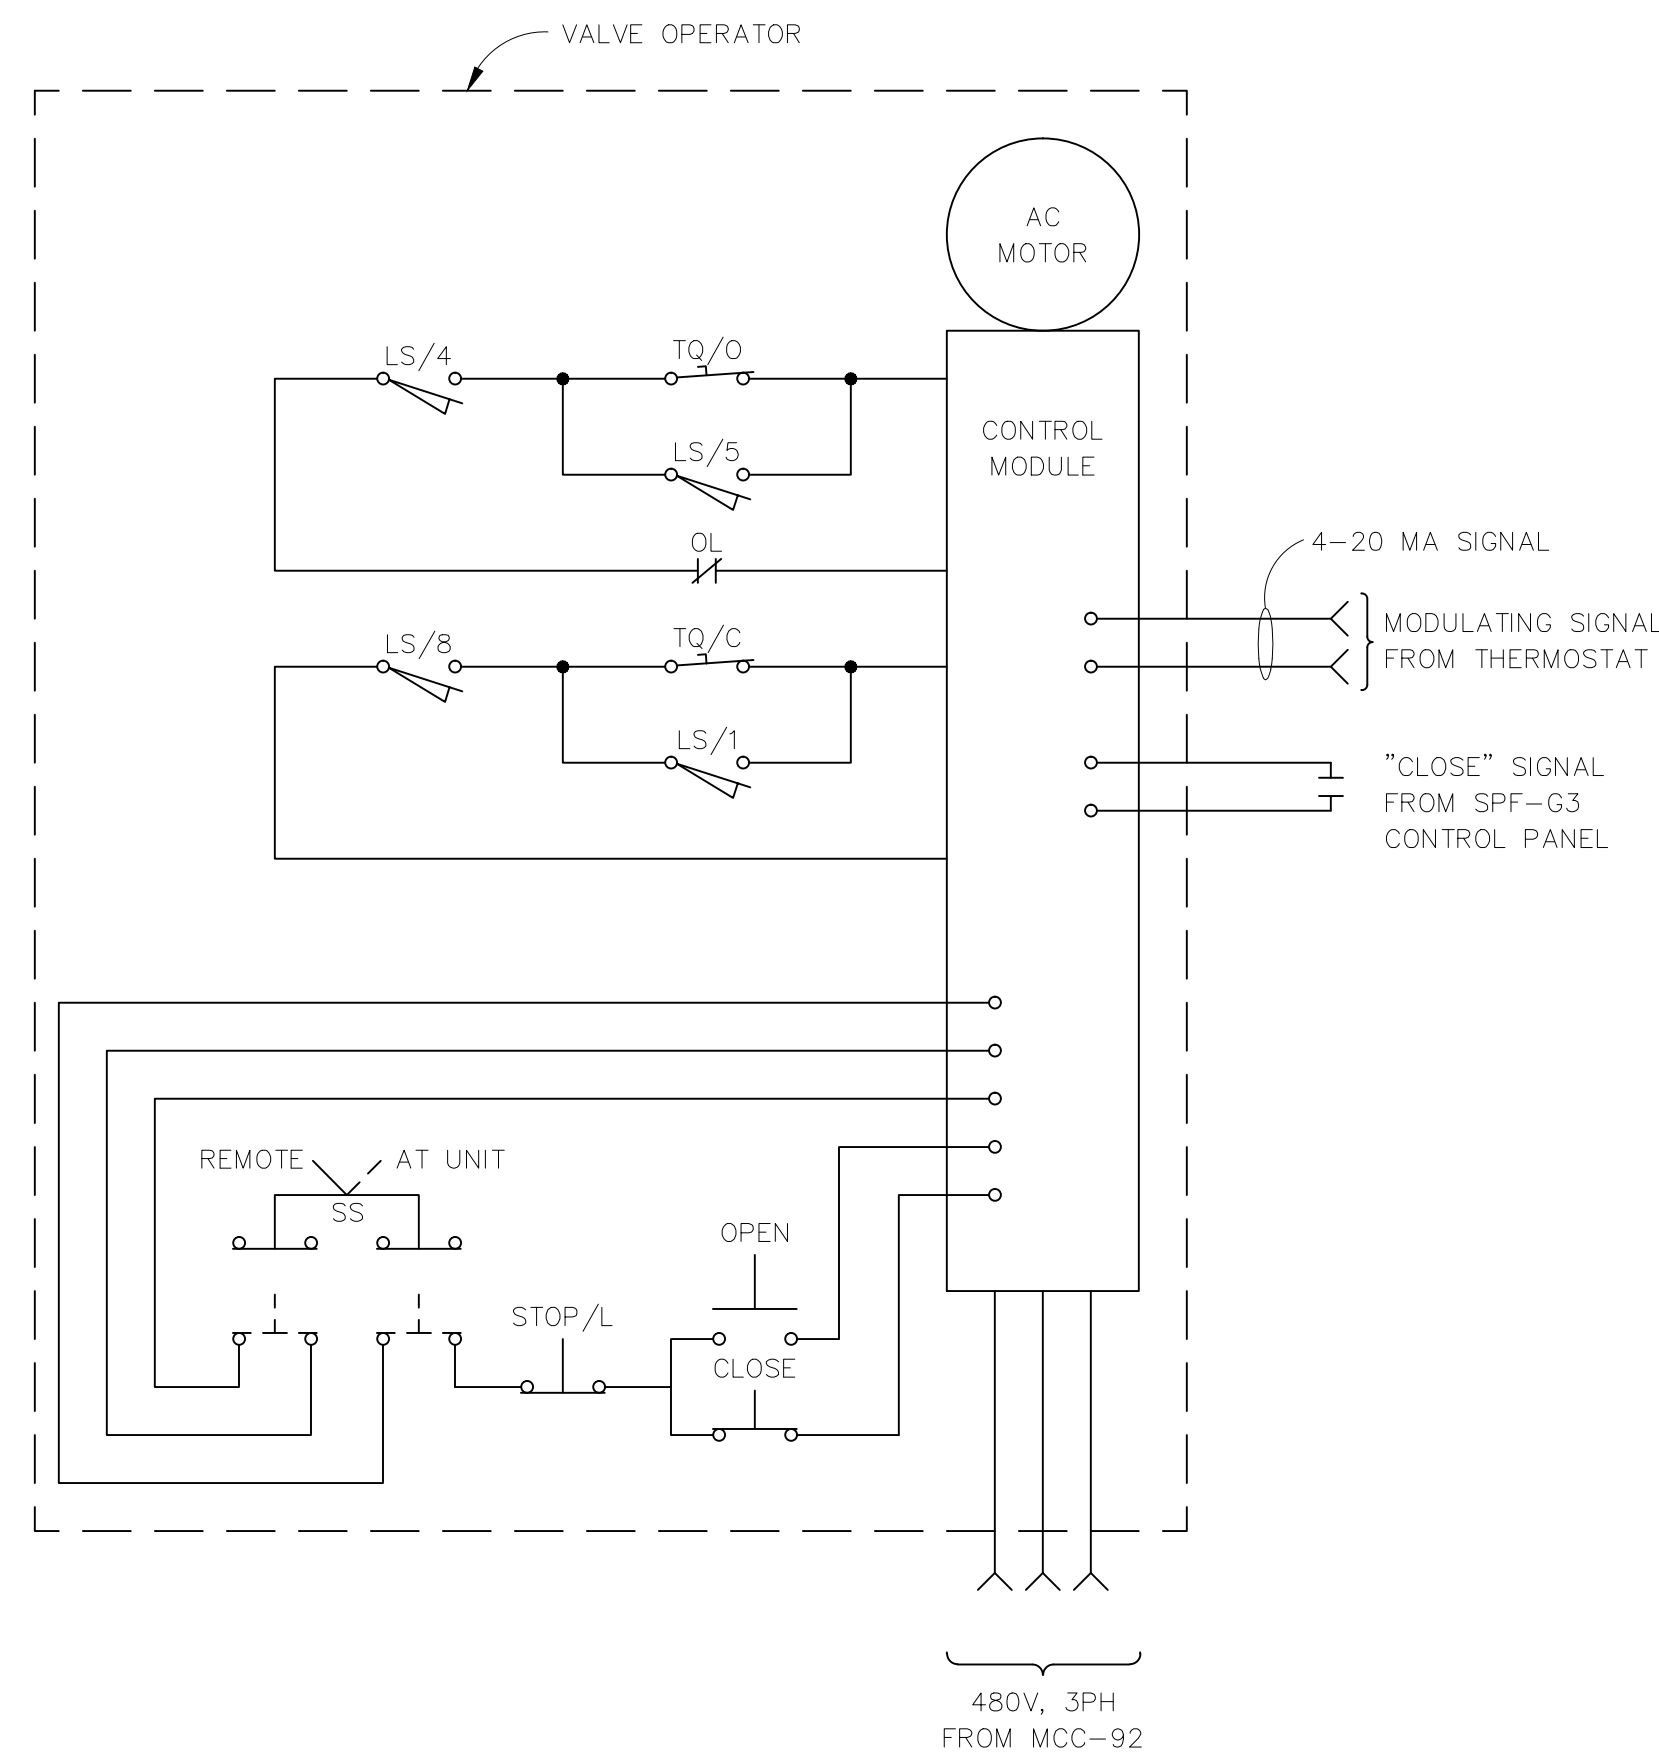 VALVE OPERATOR
AC
MOTOR
LS/4
TQ/O
CONTROL
MODULE
LS/5
OL
4-20 MA SIGNAL
LS/8
TQ/C
MODULATING SIGNAL
FROM THERMOSTAT
LS/1
"CLOSE" SIGNAL
FROM SPF-G3
CONTROL PANEL
REMOTE
AT UNIT
SS
OPEN
STOP/L
CLOSE
480V, 3PH
FROM MCC-92